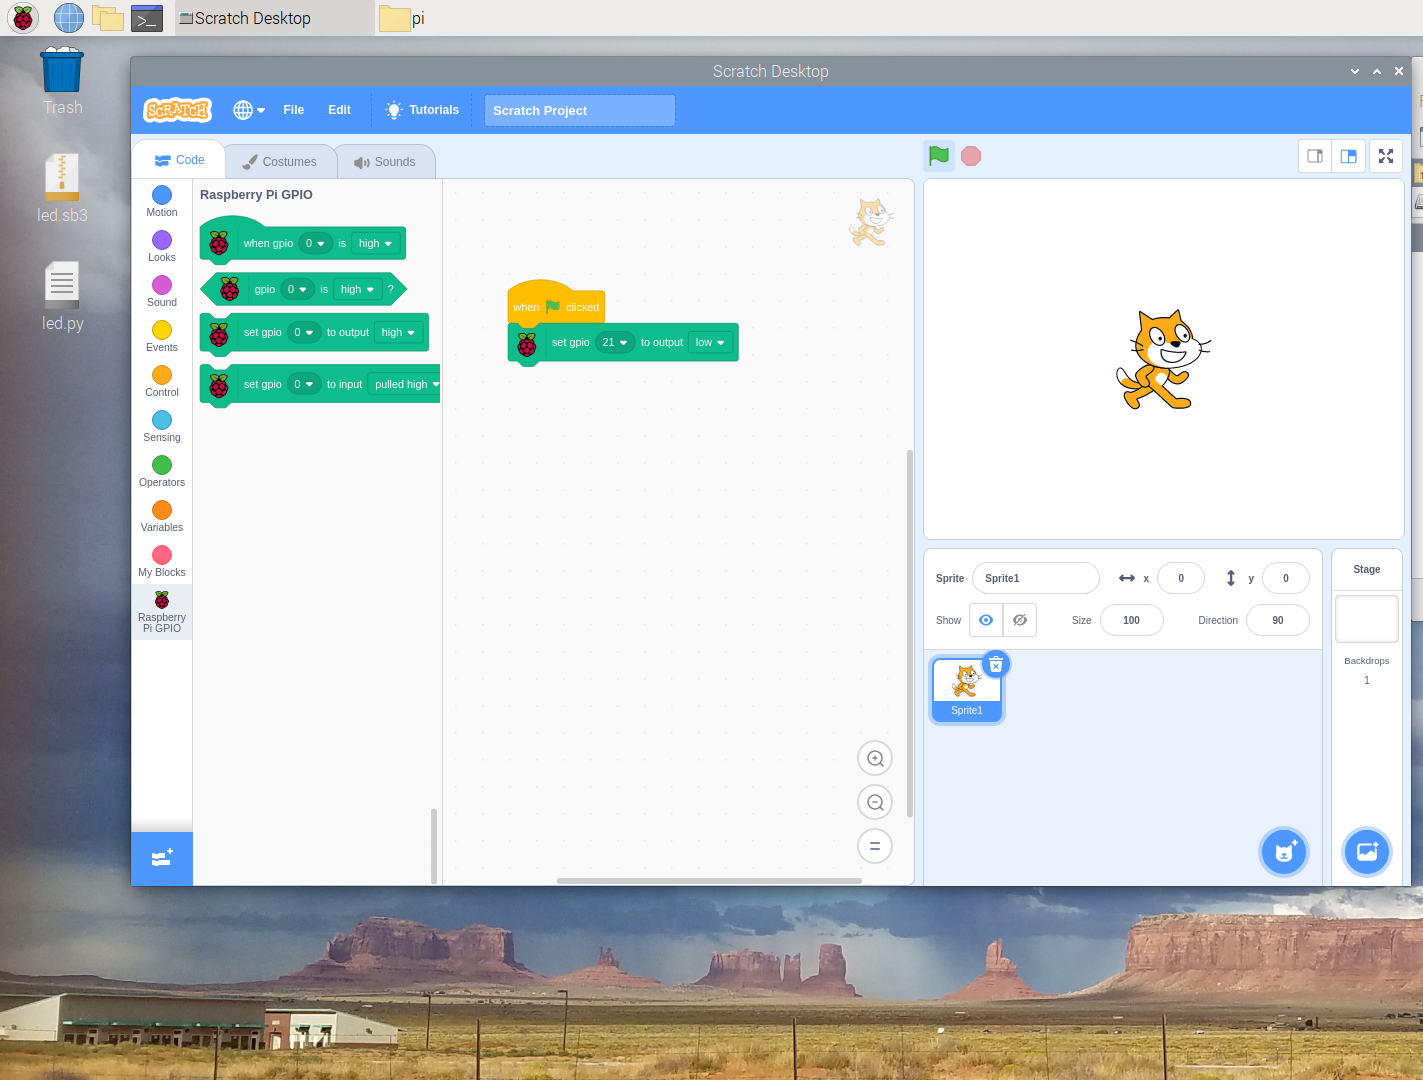 >_
Scratch Desktop
pi
Trash
led.sb3
led.py
Scratch Desktop
SCRATCH
File
Edit
Tutorials
Scratch Project
Code
Costumes
Sounds
Motion
Looks
Sound
Events
Control
Sensing
Operators
Variables
My Blocks
Raspberry
Pi GPIO
Raspberry Pi GPIO
when gpio 0 is high
gpio 0 is high ?
set gpio 0 to output high
set gpio 0 to input pulled high
when clicked
set gpio 21 to output low
Sprite Sprite1 x 0 y 0
Show Size 100 Direction 90
Sprite1
Stage
Backdrops
1